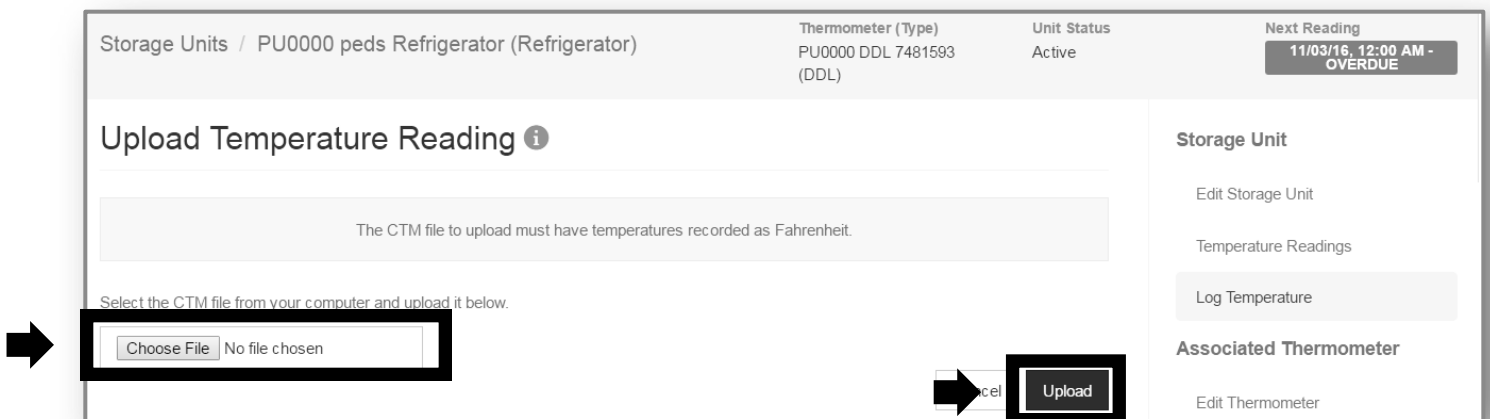 Storage Units / PU0000 peds Refrigerator (Refrigerator)
Thermometer (Type)
PU0000 DDL 7481593
(DDL)
Unit Status
Active
Next Reading
11/03/16, 12:00 AM -
OVERDUE
Upload Temperature Reading
The CTM file to upload must have temperatures recorded as Fahrenheit.
Select the CTM file from your computer and upload it below.
Choose File No file chosen
Upload
Storage Unit
Edit Storage Unit
Temperature Readings
Log Temperature
Associated Thermometer
Edit Thermometer